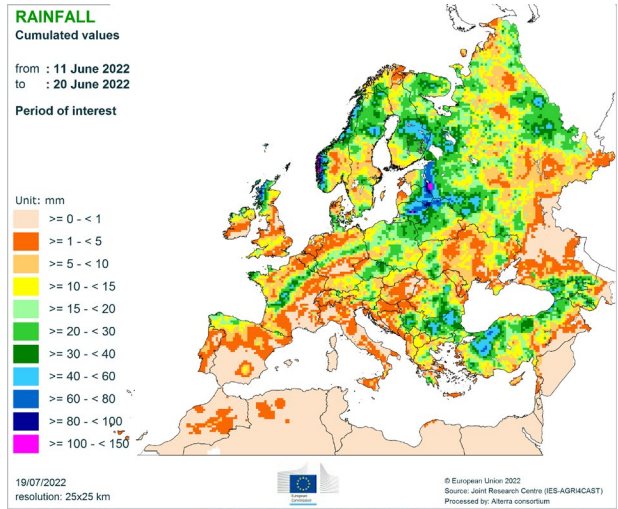 RAINFALL
Cumulated values
from : 11 June 2022
to : 20 June 2022
Period of interest
Unit: mm
>= 0 - < 1
>= 1 - < 5
>= 5 - < 10
>= 10 - < 15
>= 15 - < 20
>= 20 - < 30
>= 30 - < 40
>= 40 - < 60
>= 60 - < 80
>= 80 - < 100
>= 100 - < 150
19/07/2022
resolution: 25x25 km
European
Commission
© European Union 2022
Source: Joint Research Centre (IES-AGRI4CAST)
Processed by: Alterra consortium